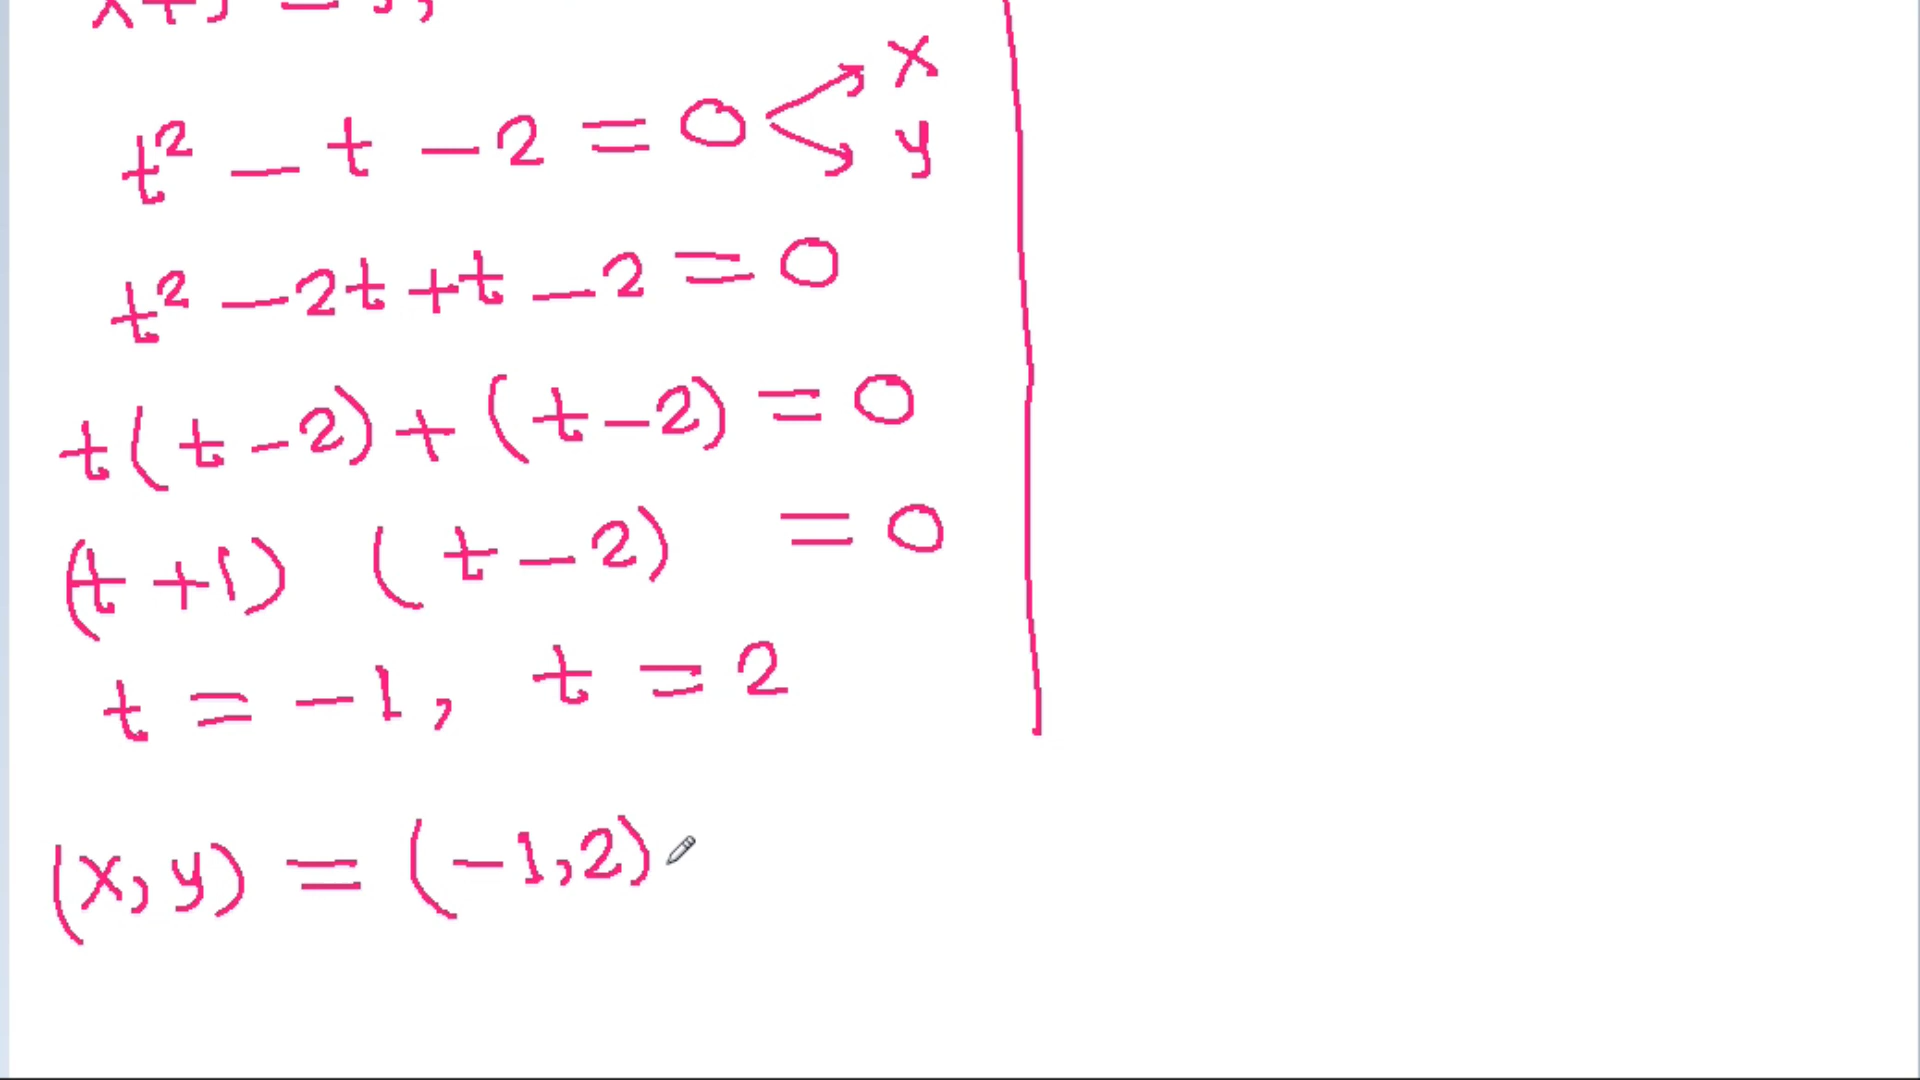 x
t² - t - 2 = 0
y
t² - 2t + t - 2 = 0
t(t-2) + (t-2) = 0
(t+1) (t-2) = 0
t = -1, t = 2
(x,y) = (-1,2)